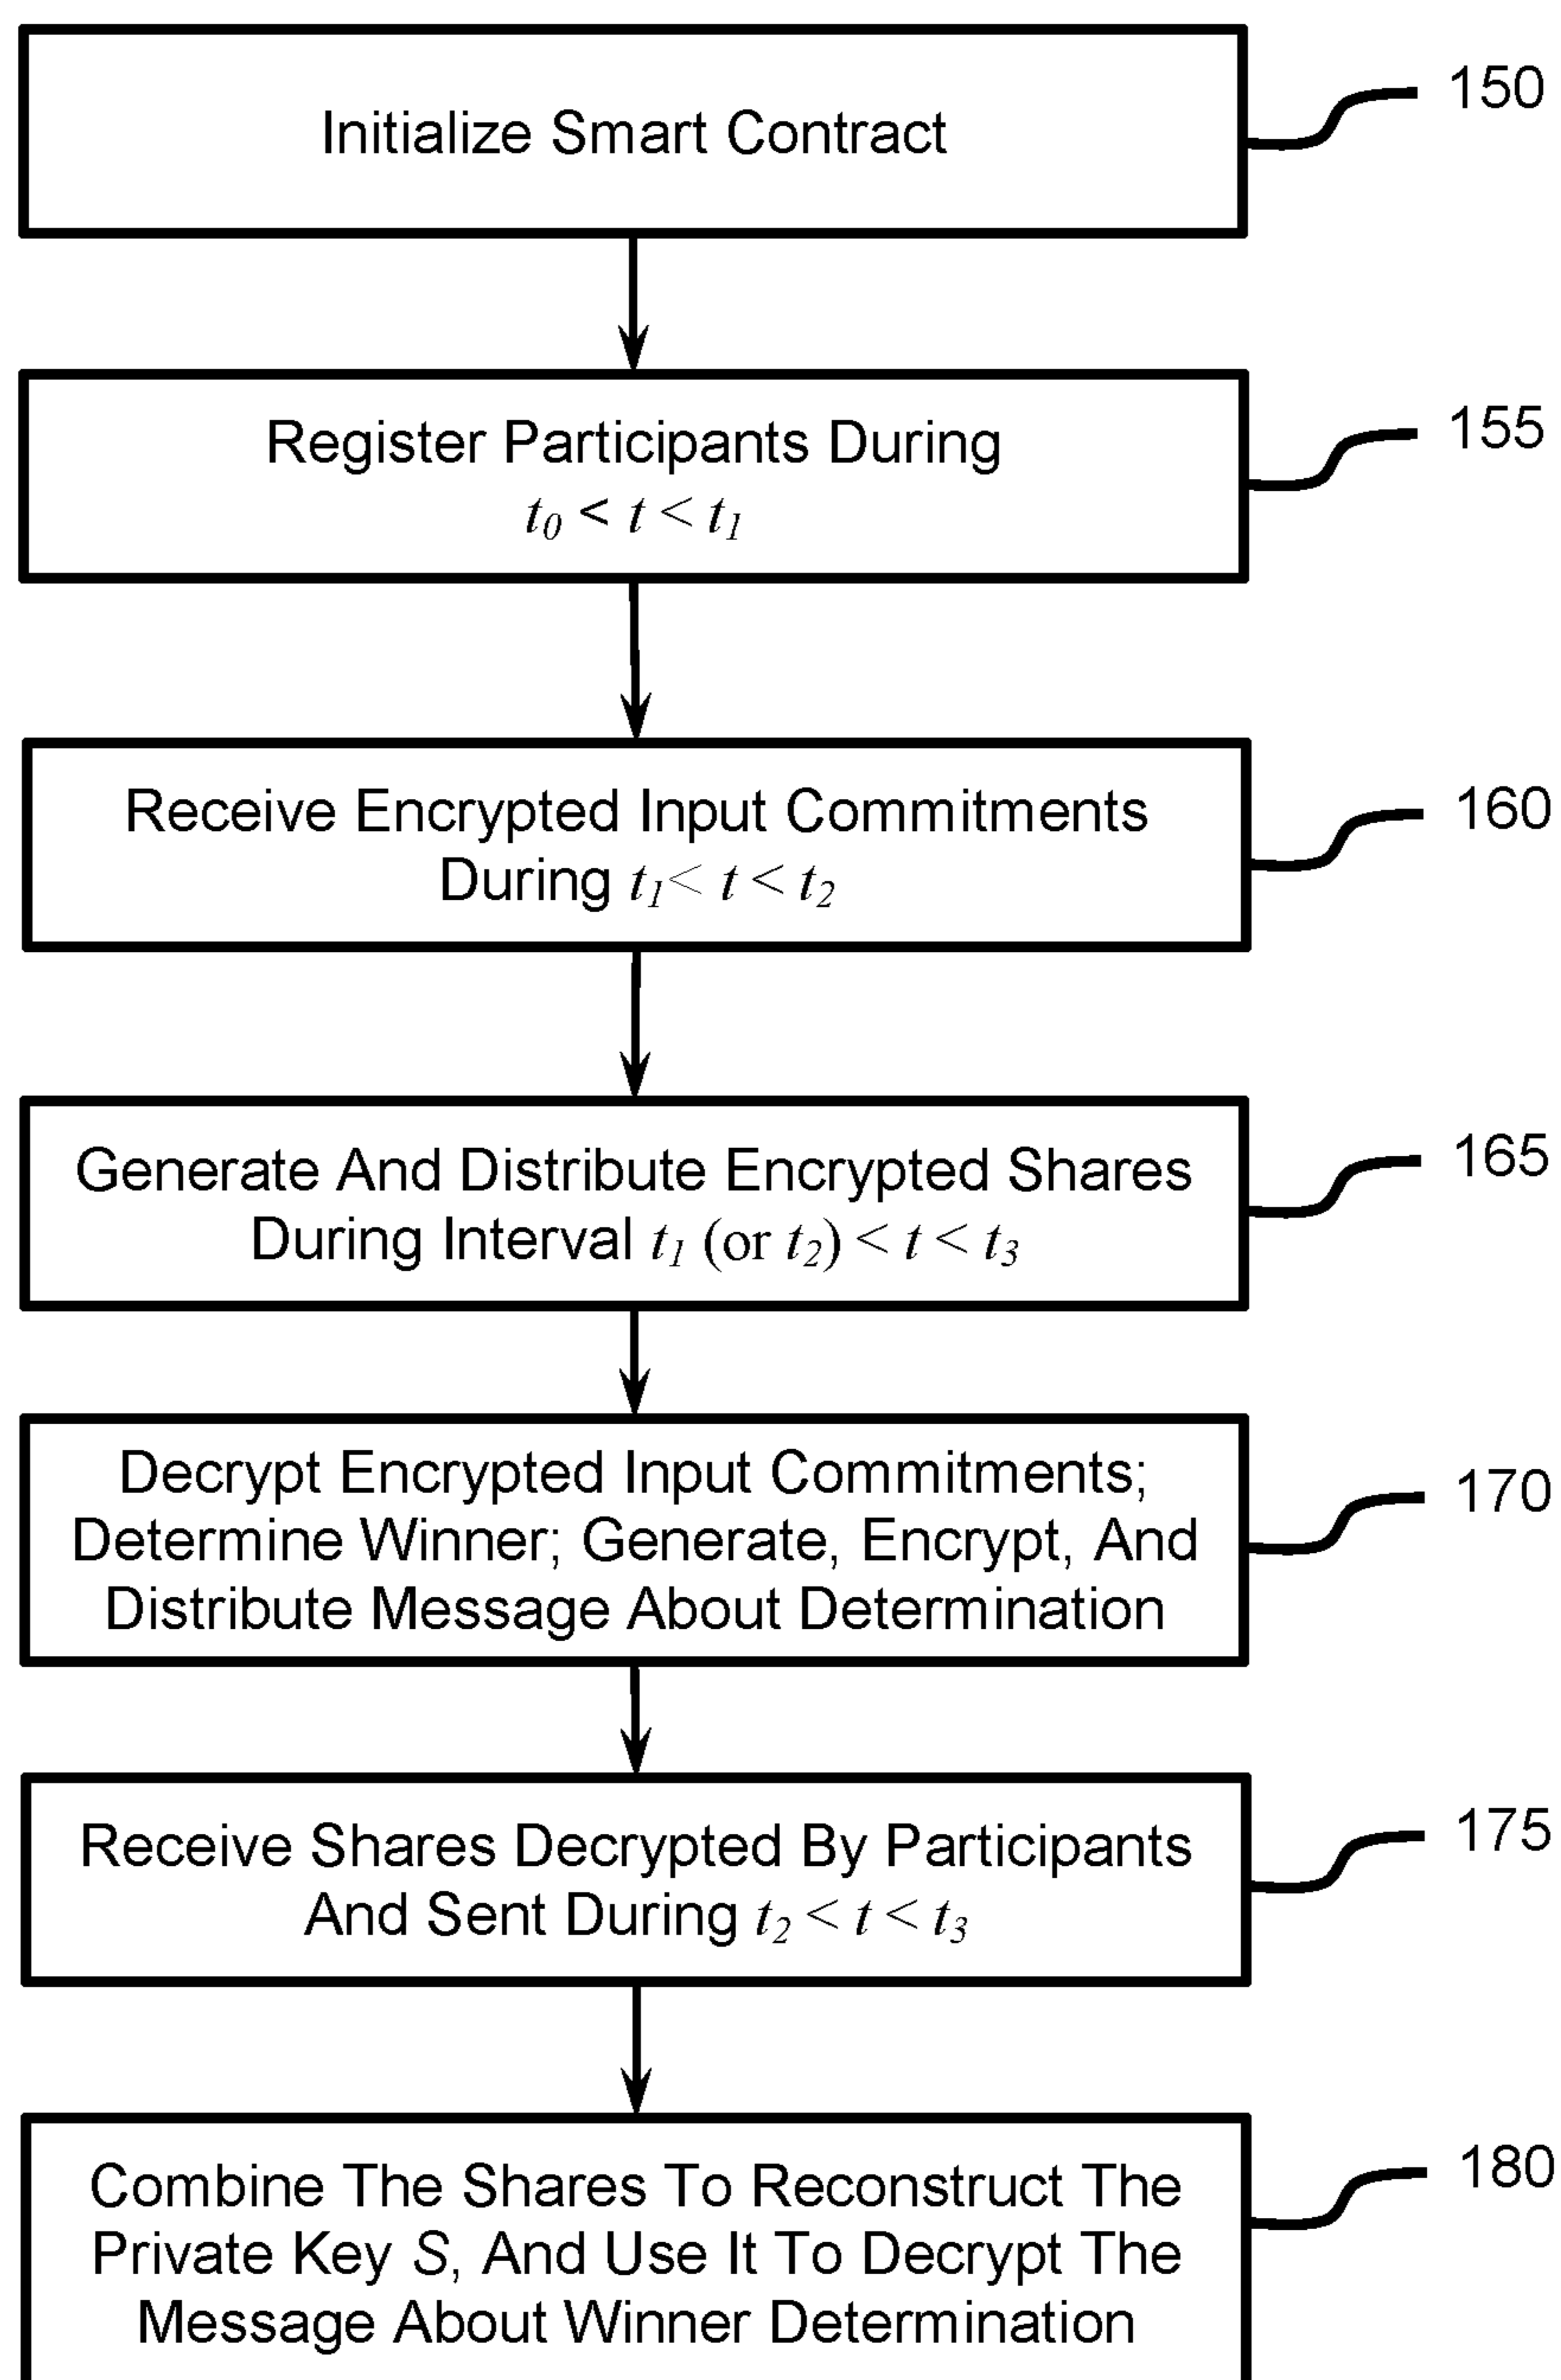 Initialize Smart Contract
150
Register Participants During
t₀ < t < t₁
155
Receive Encrypted Input Commitments
During t₁< t < t₂
160
Generate And Distribute Encrypted Shares
During Interval t₁ (or t₂) < t < t₃
165
Decrypt Encrypted Input Commitments;
Determine Winner; Generate, Encrypt, And
Distribute Message About Determination
170
Receive Shares Decrypted By Participants
And Sent During t₂ < t < t₃
175
Combine The Shares To Reconstruct The
Private Key S, And Use It To Decrypt The
Message About Winner Determination
180